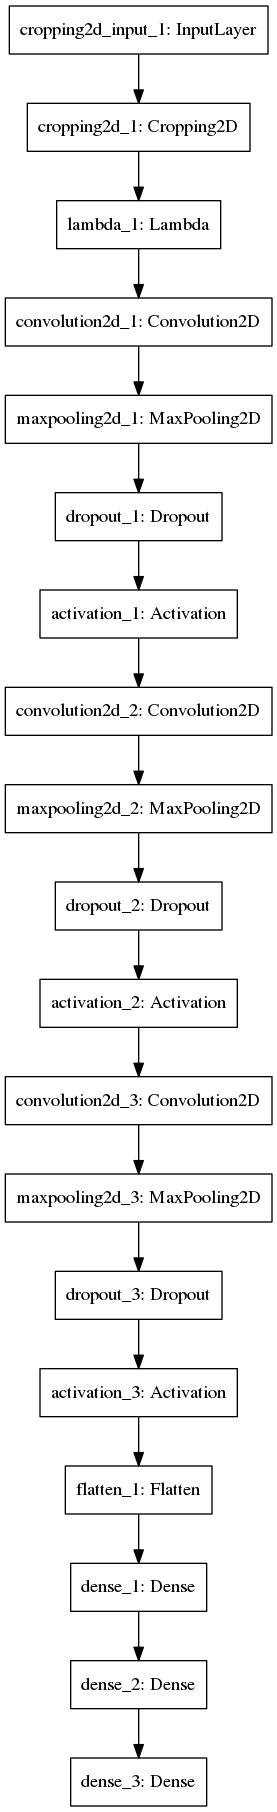 cropping2d_input_1: InputLayer
cropping2d_1: Cropping2D
lambda_1: Lambda
convolution2d_1: Convolution2D
maxpooling2d_1: MaxPooling2D
dropout_1: Dropout
activation_1: Activation
convolution2d_2: Convolution2D
maxpooling2d_2: MaxPooling2D
dropout_2: Dropout
activation_2: Activation
convolution2d_3: Convolution2D
maxpooling2d_3: MaxPooling2D
dropout_3: Dropout
activation_3: Activation
flatten_1: Flatten
dense_1: Dense
dense_2: Dense
dense_3: Dense